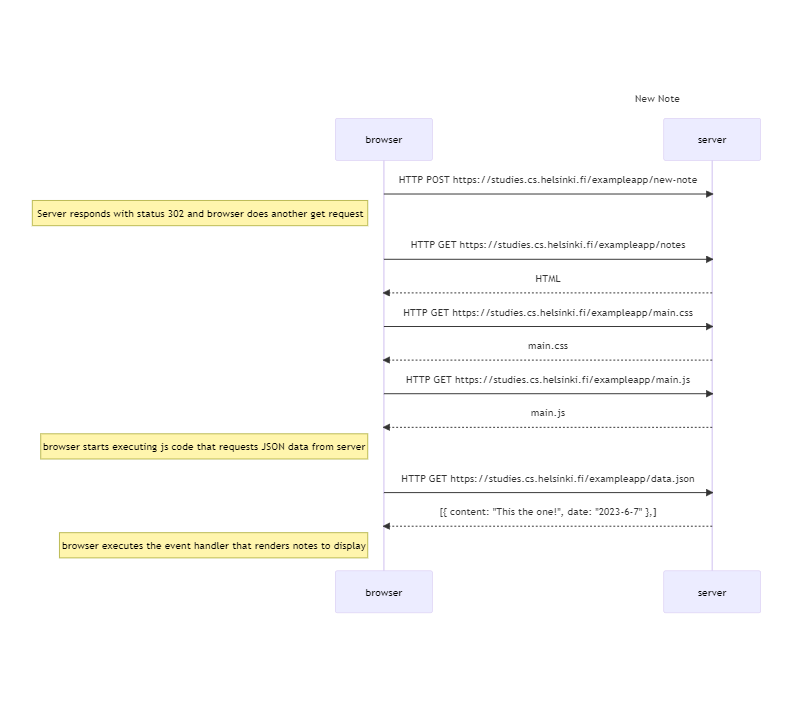 New Note
browser
server
HTTP POST https://studies.cs.helsinki.fi/exampleapp/new-note
Server responds with status 302 and browser does another get request
HTTP GET https://studies.cs.helsinki.fi/exampleapp/notes
HTML
HTTP GET https://studies.cs.helsinki.fi/exampleapp/main.css
main.css
HTTP GET https://studies.cs.helsinki.fi/exampleapp/main.js
main.js
browser starts executing js code that requests JSON data from server
HTTP GET https://studies.cs.helsinki.fi/exampleapp/data.json
[{ content: "This the one!", date: "2023-6-7" },]
browser executes the event handler that renders notes to display
browser
server